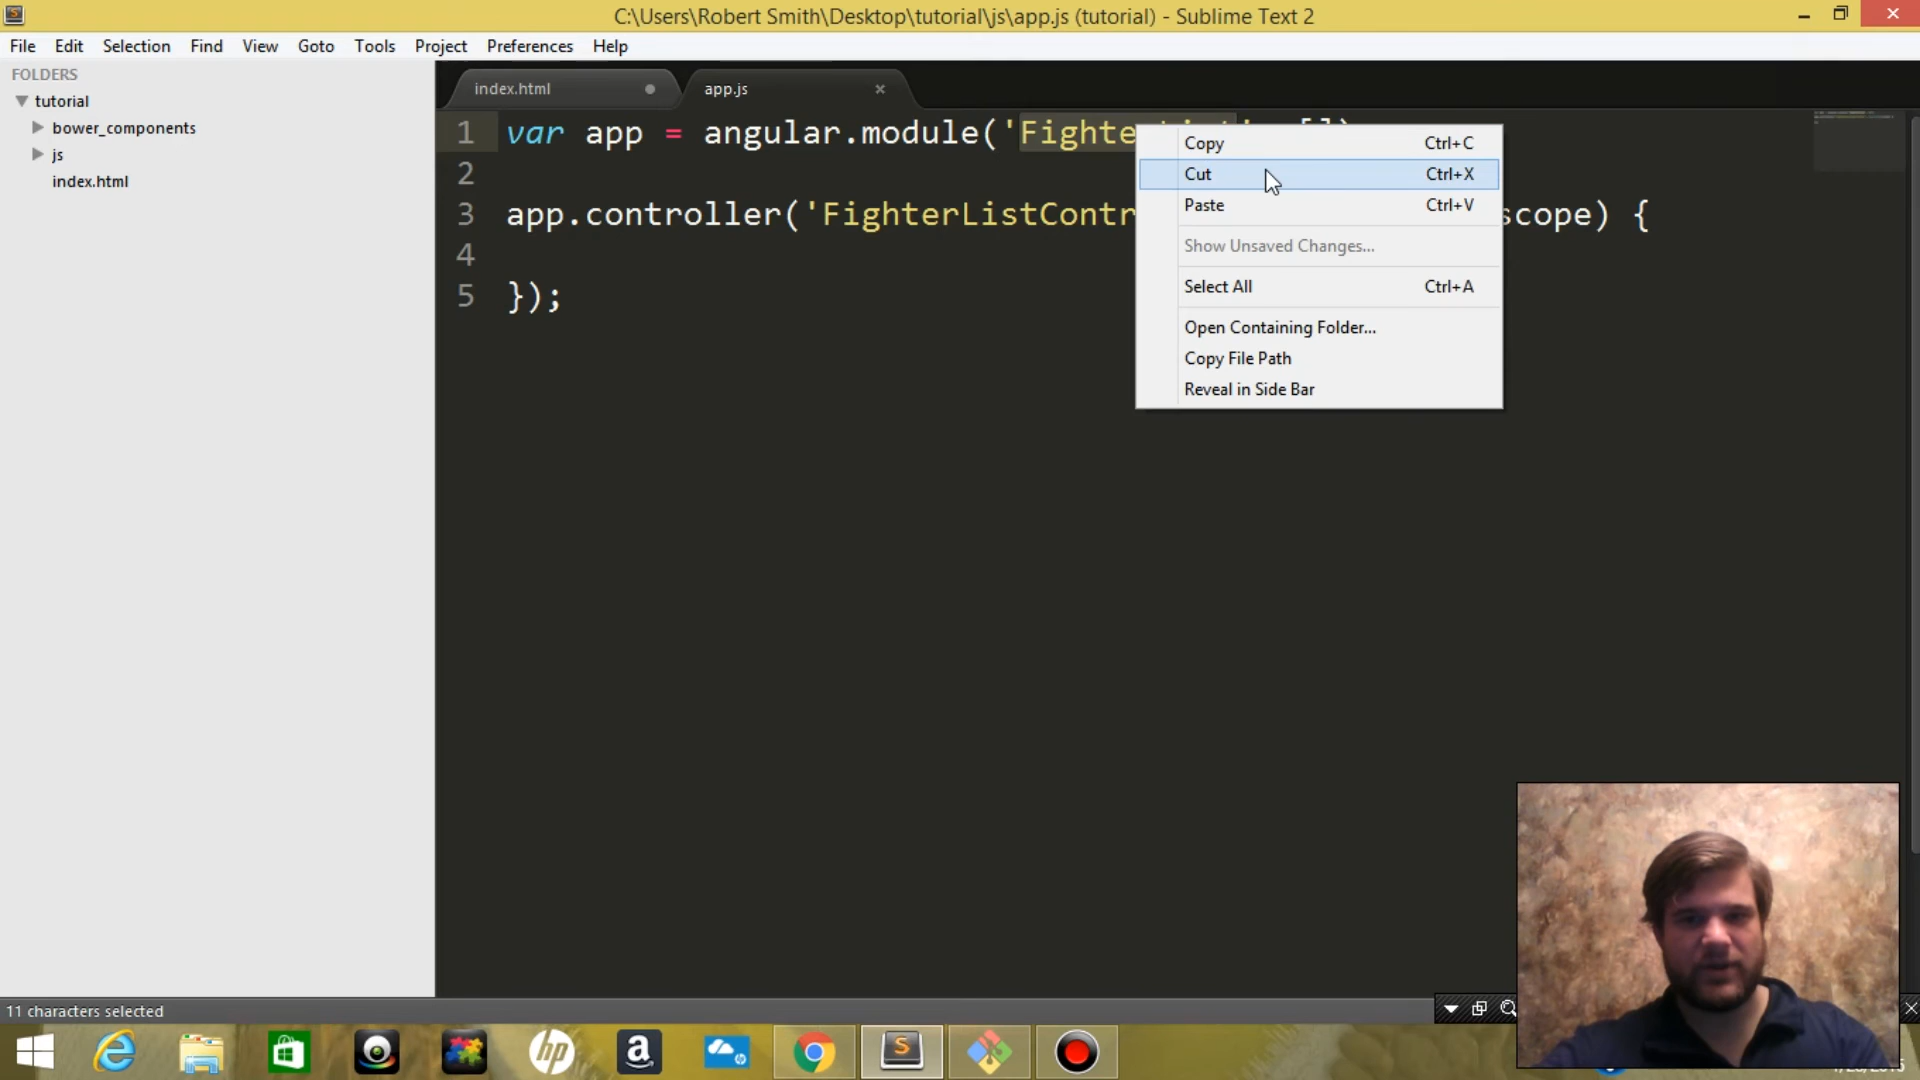 C:\Users\Robert Smith\Desktop\tutorial\js\app.js (tutorial) - Sublime Text 2
File Edit Selection Find View Goto Tools Project Preferences Help
FOLDERS
tutorial
bower_components
js
index.html
index.html app.js
1 var app = angular.module('Fighte
2
3 app.controller('FighterListContr scope) {
4
5 });
Copy Ctrl+C
Cut Ctrl+X
Paste Ctrl+V
Show Unsaved Changes...
Select All Ctrl+A
Open Containing Folder...
Copy File Path
Reveal in Side Bar
11 characters selected
hp
a
S